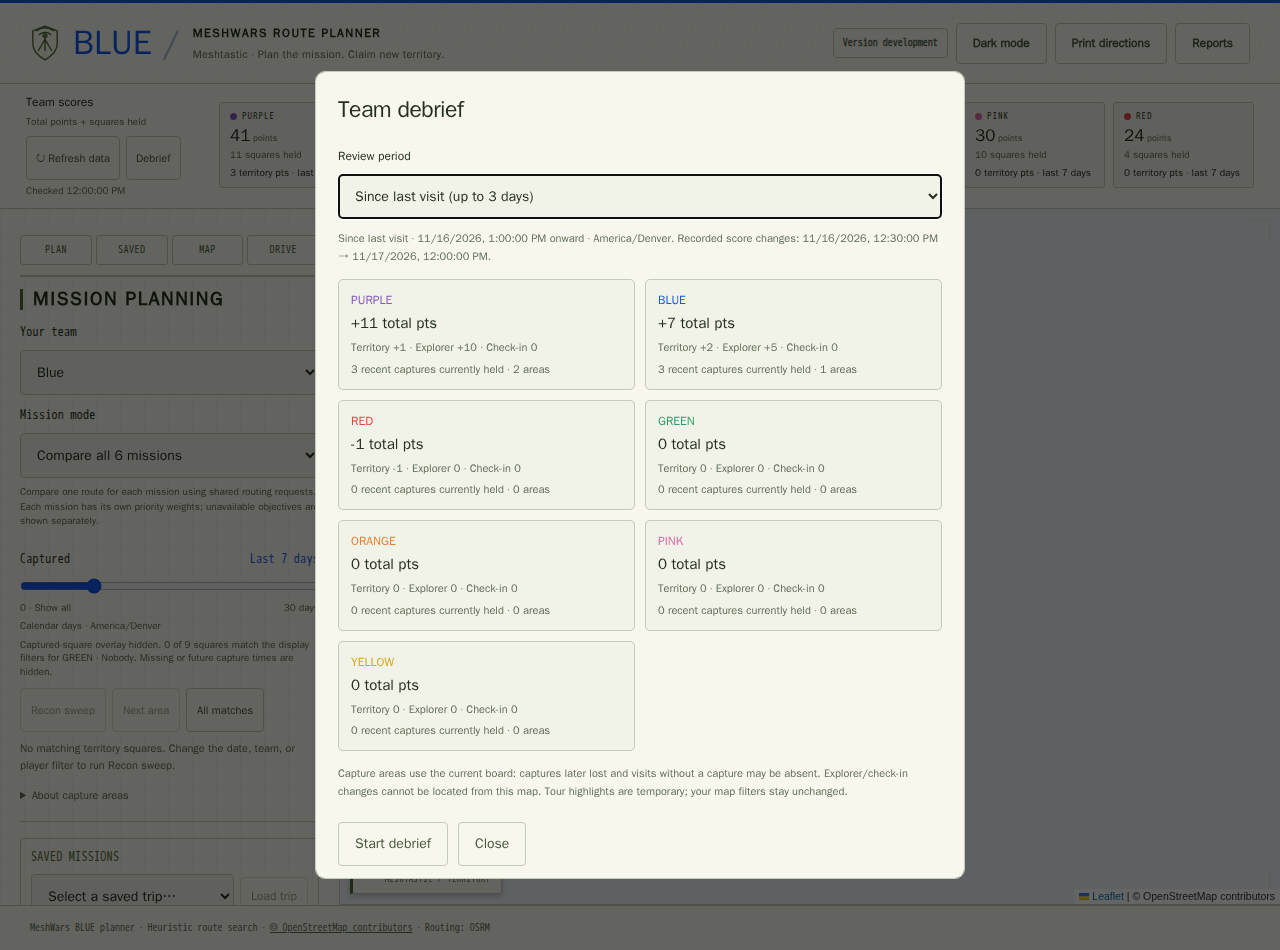 BLUE
MESHWARS ROUTE PLANNER
Meshtastic · Plan the mission. Claim new territory.
Version development
Dark mode
Print directions
Reports
Team scores
Total points + squares held
Refresh data
Debrief
Checked 12:00:00 PM
PURPLE
41 points
11 squares held
3 territory pts · last
PINK
30 points
10 squares held
0 territory pts · last 7 days
RED
24 points
4 squares held
0 territory pts · last 7 days
PLAN
SAVED
MAP
DRIVE
MISSION PLANNING
Your team
Blue
Mission mode
Compare all 6 missions
Compare one route for each mission using shared routing requests.
Each mission has its own priority weights; unavailable objectives are
shown separately.
Captured
Last 7 days
0 · Show all
30 days
Calendar days · America/Denver
Captured-square overlay hidden. 0 of 9 squares match the display
filters for GREEN · Nobody. Missing or future capture times are
hidden.
Recon sweep
Next area
All matches
No matching territory squares. Change the date, team, or
player filter to run Recon sweep.
About capture areas
SAVED MISSIONS
Select a saved trip···
Load trip
Team debrief
Review period
Since last visit (up to 3 days)
Since last visit · 11/16/2026, 1:00:00 PM onward · America/Denver. Recorded score changes: 11/16/2026, 12:30:00 PM
→ 11/17/2026, 12:00:00 PM.
PURPLE
+11 total pts
Territory +1 · Explorer +10 · Check-in 0
3 recent captures currently held · 2 areas
BLUE
+7 total pts
Territory +2 · Explorer +5 · Check-in 0
3 recent captures currently held · 1 areas
RED
-1 total pts
Territory -1 · Explorer 0 · Check-in 0
0 recent captures currently held · 0 areas
GREEN
0 total pts
Territory 0 · Explorer 0 · Check-in 0
0 recent captures currently held · 0 areas
ORANGE
0 total pts
Territory 0 · Explorer 0 · Check-in 0
0 recent captures currently held · 0 areas
PINK
0 total pts
Territory 0 · Explorer 0 · Check-in 0
0 recent captures currently held · 0 areas
YELLOW
0 total pts
Territory 0 · Explorer 0 · Check-in 0
0 recent captures currently held · 0 areas
Capture areas use the current board: captures later lost and visits without a capture may be absent. Explorer/check-in
changes cannot be located from this map. Tour highlights are temporary; your map filters stay unchanged.
Start debrief
Close
Leaflet | © OpenStreetMap contributors
MeshWars BLUE planner · Heuristic route search · © OpenStreetMap contributors · Routing: OSRM